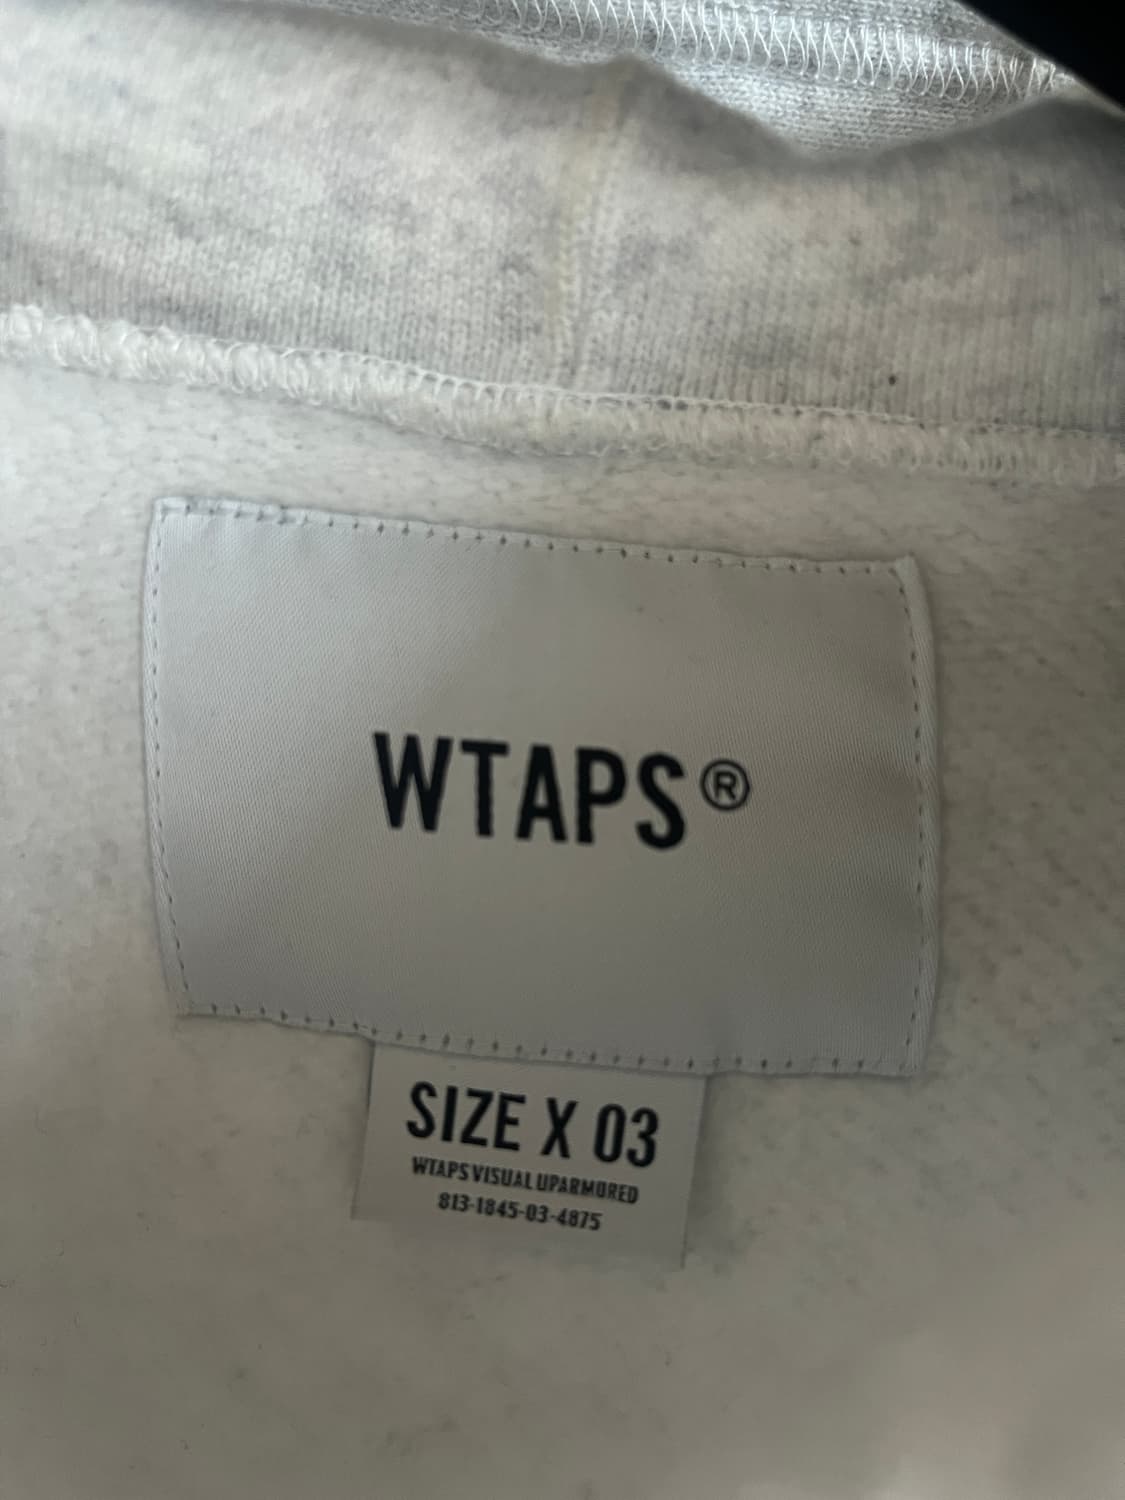 WTAPS®
SIZE X 03
WTAPS VISUAL UPARMORED
813-1845-03-4875